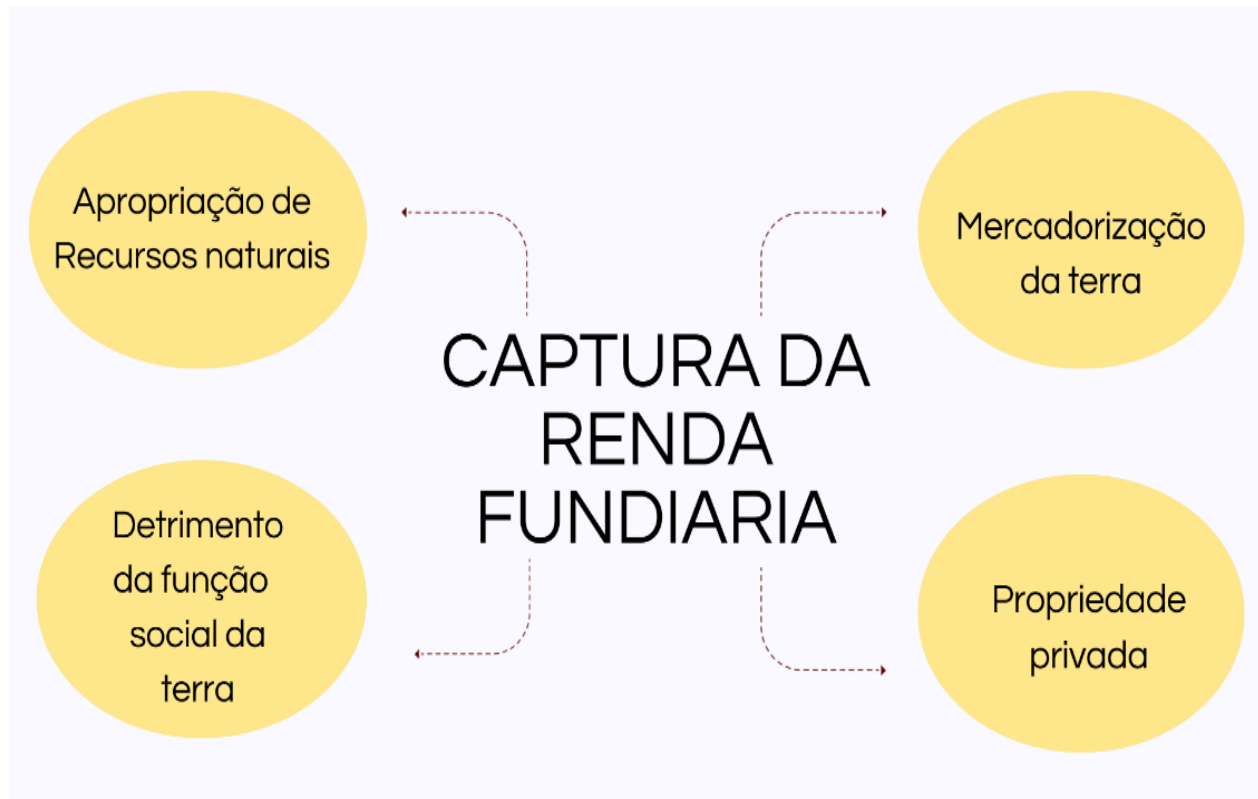 Apropriação de
Recursos naturais
Mercadorização
da terra
CAPTURA DA
RENDA
FUNDIARIA
Detrimento
da função
social da
terra
Propriedade
privada